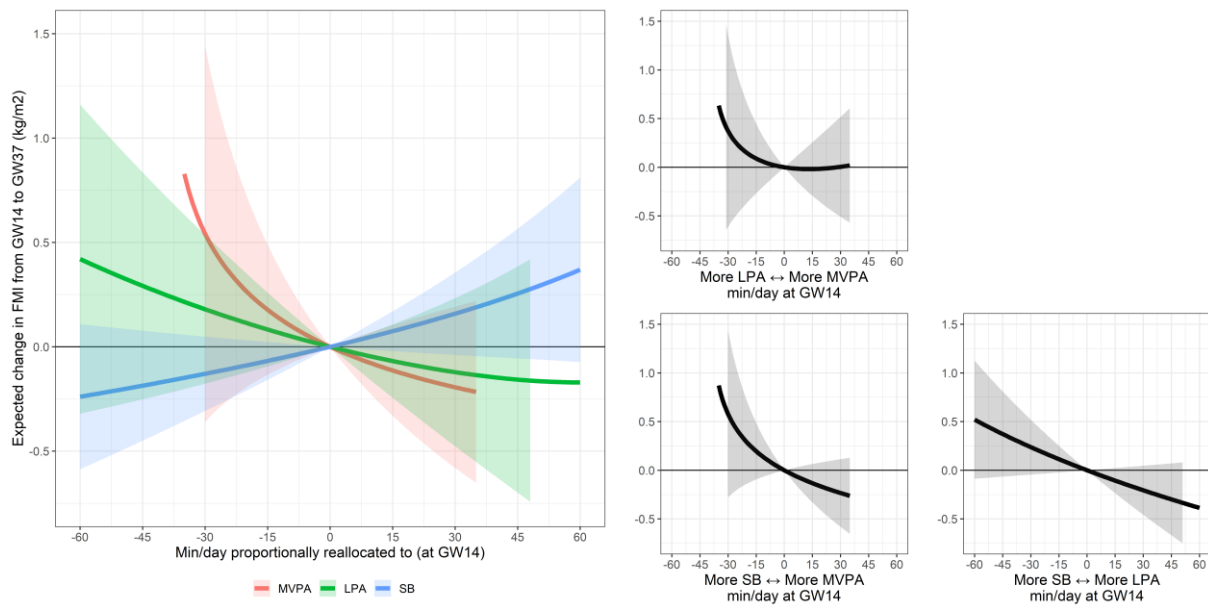 Expected change in FMI from GW14 to GW37 (kg/m2)
1.5
1.0
0.5
0.0
-0.5
-60 -45 -30 -15 0 15 30 45 60
Min/day proportionally reallocated to (at GW14)
MVPA LPA SB
1.5
1.0
0.5
0.0
-0.5
-60 -45 -30 -15 0 15 30 45 60
More LPA ↔ More MVPA
min/day at GW14
1.5
1.0
0.5
0.0
-0.5
-60 -45 -30 -15 0 15 30 45 60
More SB ↔ More MVPA
min/day at GW14
1.5
1.0
0.5
0.0
-0.5
-60 -45 -30 -15 0 15 30 45 60
More SB ↔ More LPA
min/day at GW14